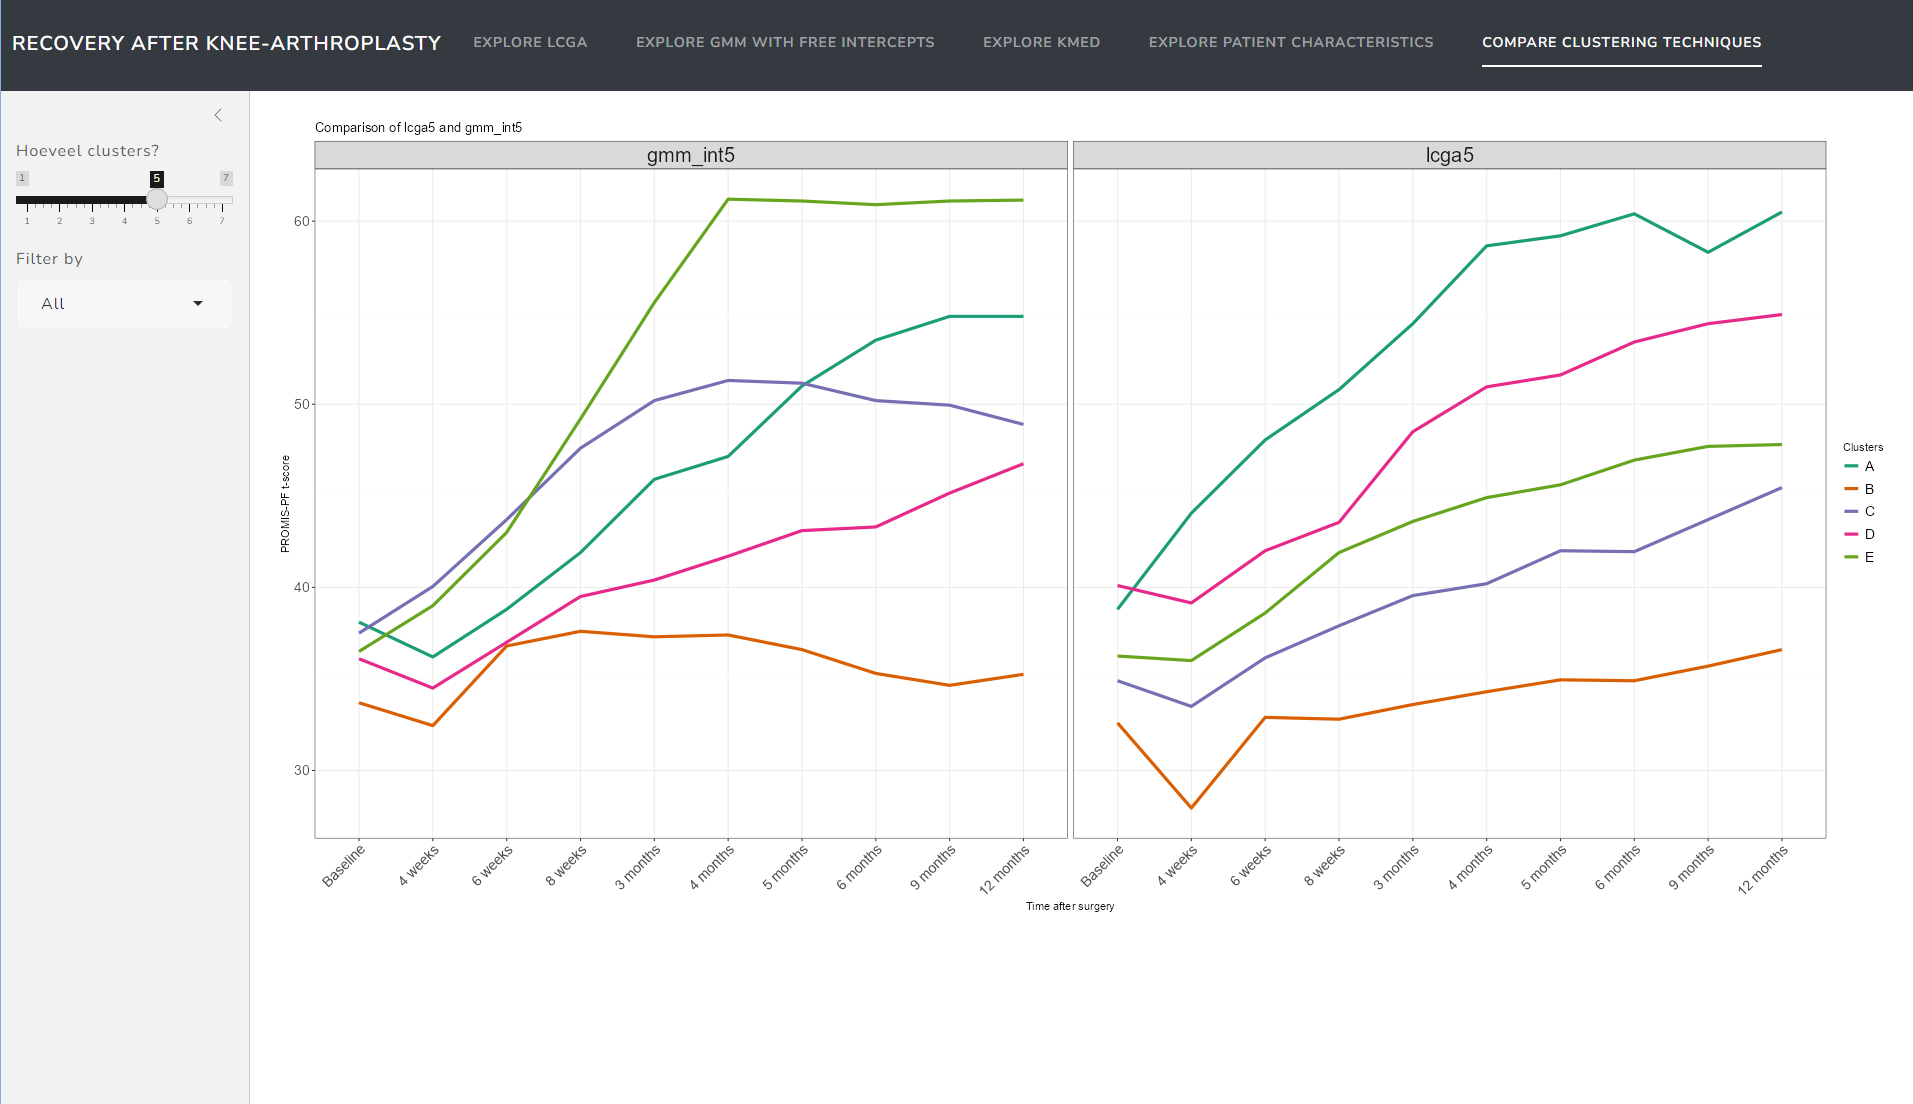 RECOVERY AFTER KNEE-ARTHROPLASTY EXPLORE LCGA EXPLORE GMM WITH FREE INTERCEPTS EXPLORE KMED EXPLORE PATIENT CHARACTERISTICS COMPARE CLUSTERING TECHNIQUES
Hoeveel clusters?
1 5 7
1 2 3 4 5 6 7
Filter by
All
Comparison of lcga5 and gmm_int5
gmm_int5 lcga5
PROMIS-PF t-score
60
50
40
30
Baseline 4 weeks 6 weeks 8 weeks 3 months 4 months 5 months 6 months 9 months 12 months Baseline 4 weeks 6 weeks 8 weeks 3 months 4 months 5 months 6 months 9 months 12 months
Time after surgery
Clusters
A
B
C
D
E